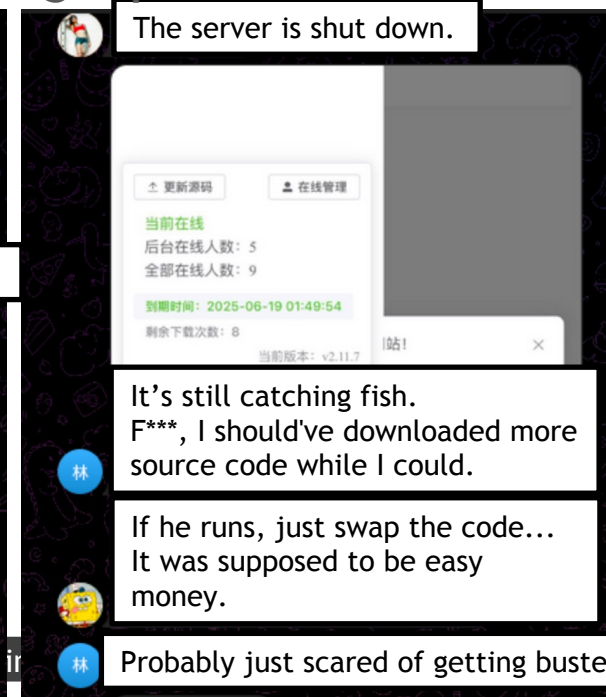 The server is shut down.
更新源码
在线管理
当前在线
后台在线人数：5
全部在线人数：9
到期时间：2025-06-19 01:49:54
剩余下载次数：8
当前版本：v2.11.7
站！
It’s still catching fish.
F***, I should've downloaded more
source code while I could.
林
If he runs, just swap the code...
It was supposed to be easy
money.
林
Probably just scared of getting buste